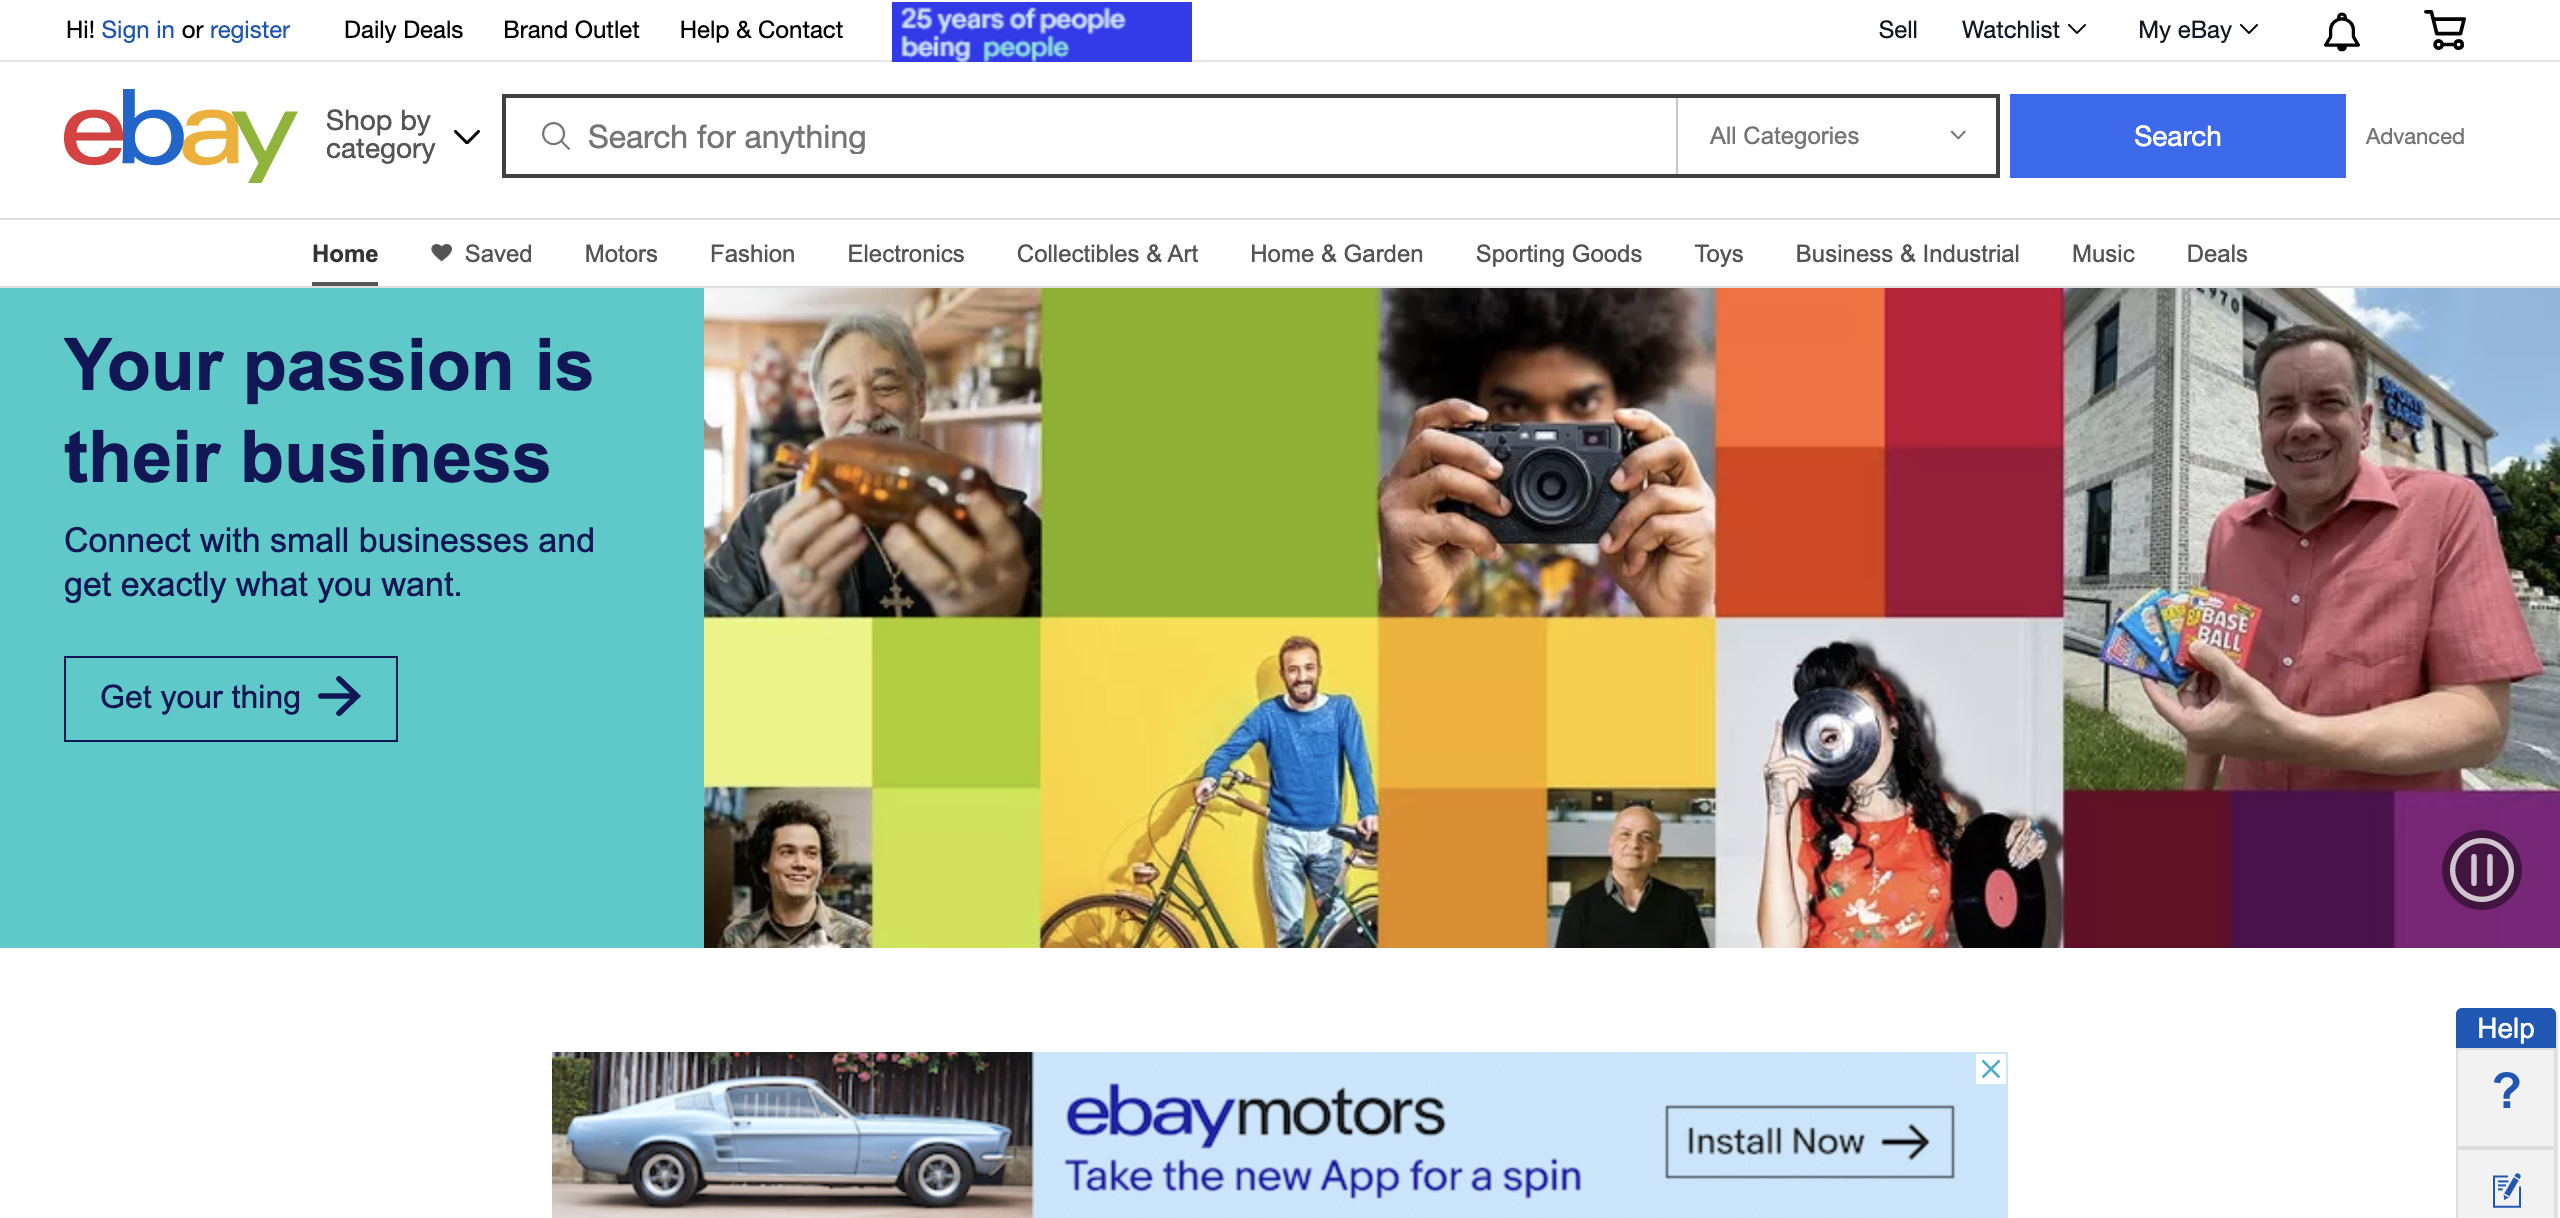 Hi! Sign in or register Daily Deals Brand Outlet Help & Contact
25 years of people
being people
Sell Watchlist My eBay
ebay
Shop by
category
Search for anything
All Categories
Search
Advanced
Home Saved Motors Fashion Electronics Collectibles & Art Home & Garden Sporting Goods Toys Business & Industrial Music Deals
Your passion is
their business
Connect with small businesses and
get exactly what you want.
Get your thing
2970
SPORTS
BASE
BALL
ebaymotors
Take the new App for a spin
Install Now
Help
?